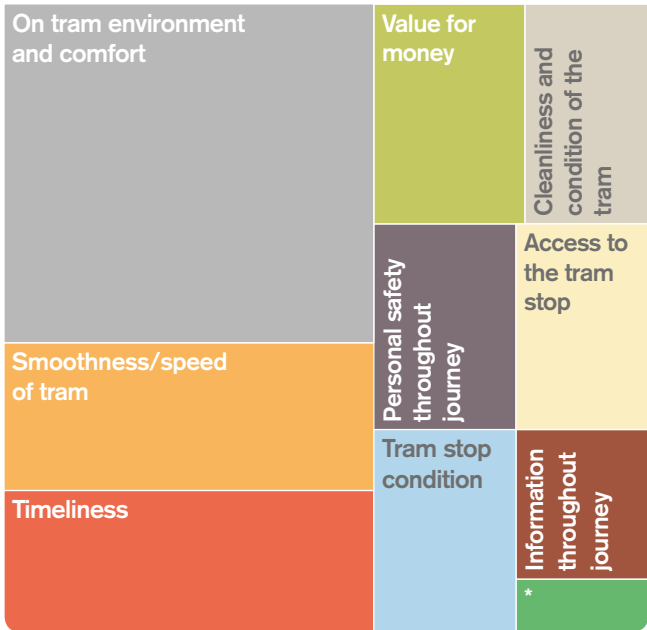 On tram environment
and comfort
Value for
money
Cleanliness and
condition of the
tram
Smoothness/speed
of tram
Personal safety
throughout
journey
Access to
the tram
stop
Timeliness
Tram stop
condition
Information
throughout
journey
*